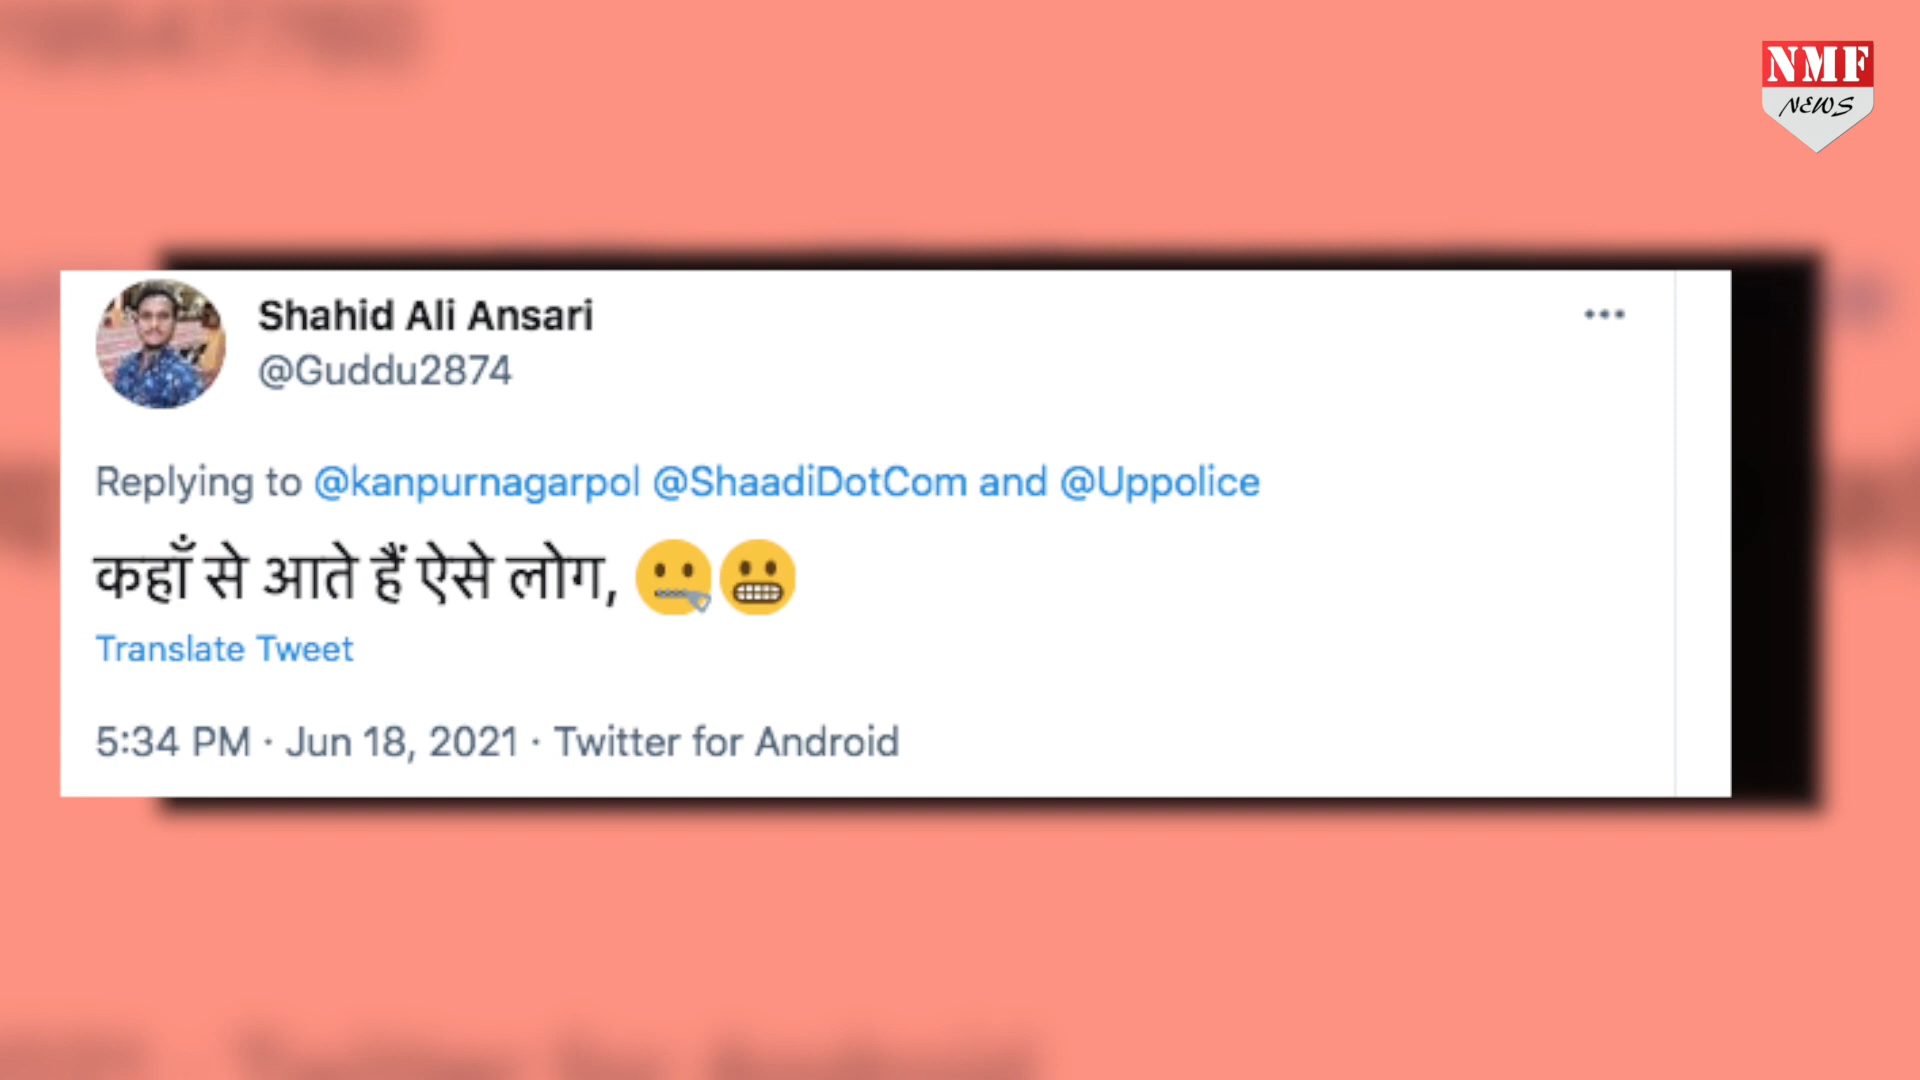 NMF
NEWS
Shahid Ali Ansari
@Guddu2874
Replying to @kanpurnagarpol @ShaadiDotCom and @Uppolice
कहाँ से आते हैं ऐसे लोग, 🤐😬
Translate Tweet
5:34 PM · Jun 18, 2021 · Twitter for Android